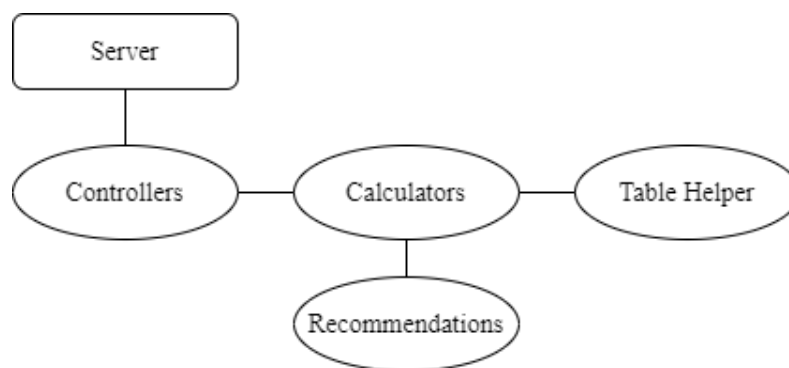 Server
Controllers
Calculators
Table Helper
Recommendations